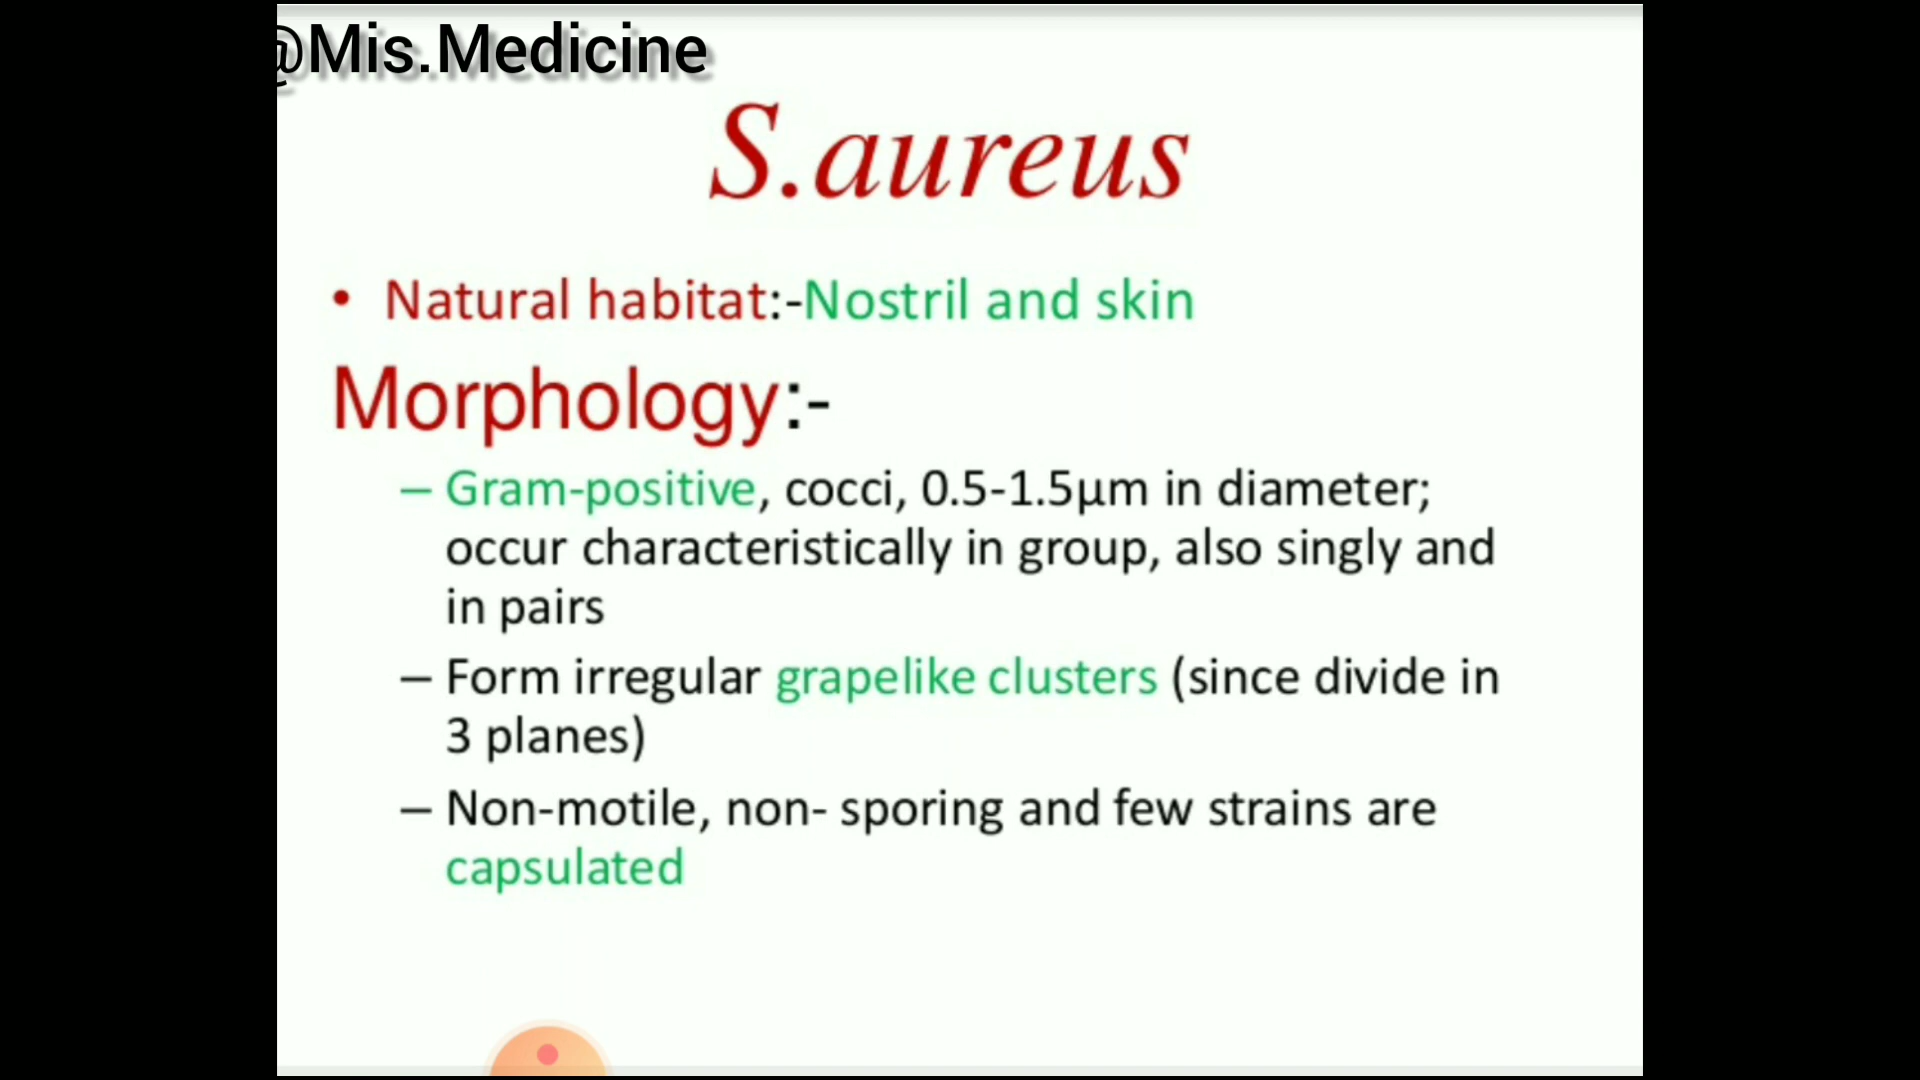 @Mis.Medicine
S.aureus
• Natural habitat:-Nostril and skin
Morphology:-
– Gram-positive, cocci, 0.5-1.5µm in diameter;
occur characteristically in group, also singly and
in pairs
– Form irregular grapelike clusters (since divide in
3 planes)
– Non-motile, non- sporing and few strains are
capsulated